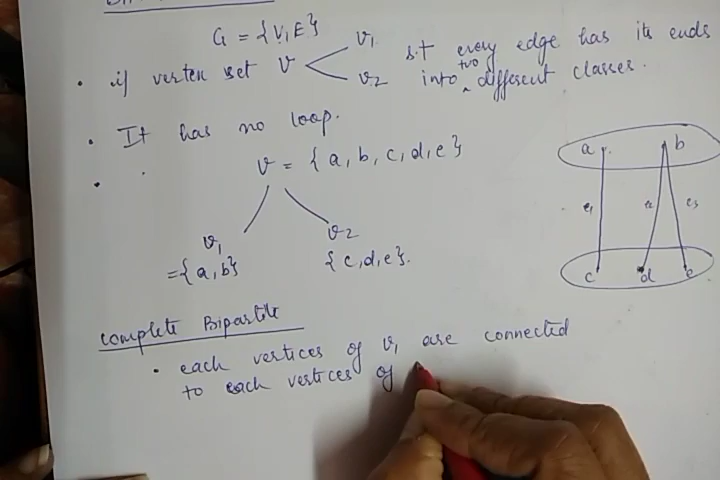 G = {V, E}
• if vertex set V v1 s.t every edge has its ends
v2 into two different classes.
• It has no loop.
• V = {a, b, c, d, e}
v1 v2
= {a, b} {c, d, e}.
a b
e1 e2 e3
c d e
Complete Bipartite
• each vertices of v1 are connected
to each vertices of